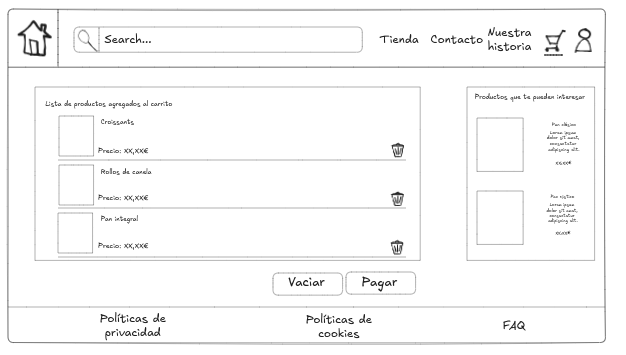 Search...
Tienda
Contacto
Nuestra
historia
Lista de productos agregados al carrito
Croissants
Precio: XX,XX€
Rollos de canela
Precio: XX,XX€
Pan integral
Precio: XX,XX€
Productos que te pueden interesar
Pan clásico
Lorem ipsum
dolor sit amet,
consectetur
adipiscing elit.
XX,XX€
Pan rústico
Lorem ipsum
dolor sit amet,
consectetur
adipiscing elit.
XX,XX€
Vaciar
Pagar
Políticas de
privacidad
Políticas de
cookies
FAQ